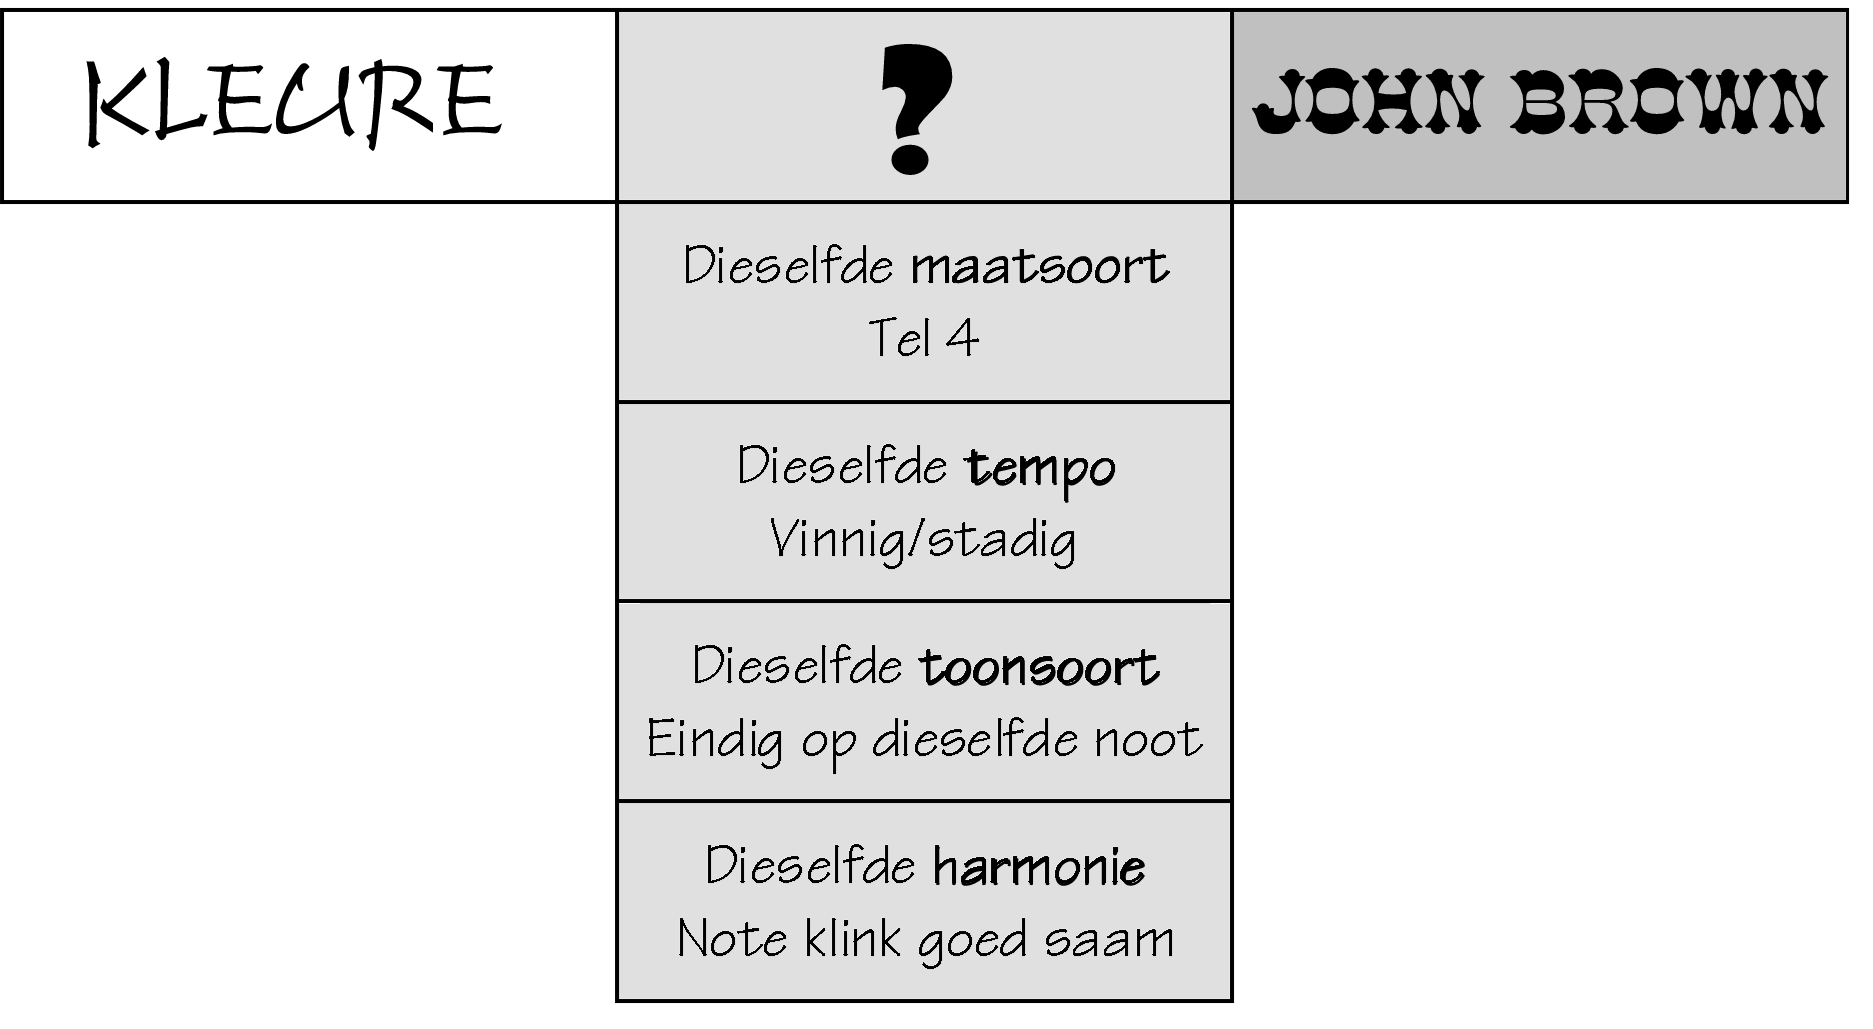 KLEURE
?
JOHN BROWN
Dieselfde maatsoort
Tel 4
Dieselfde tempo
Vinnig/stadig
Dieselfde toonsoort
Eindig op dieselfde noot
Dieselfde harmonie
Note klink goed saam